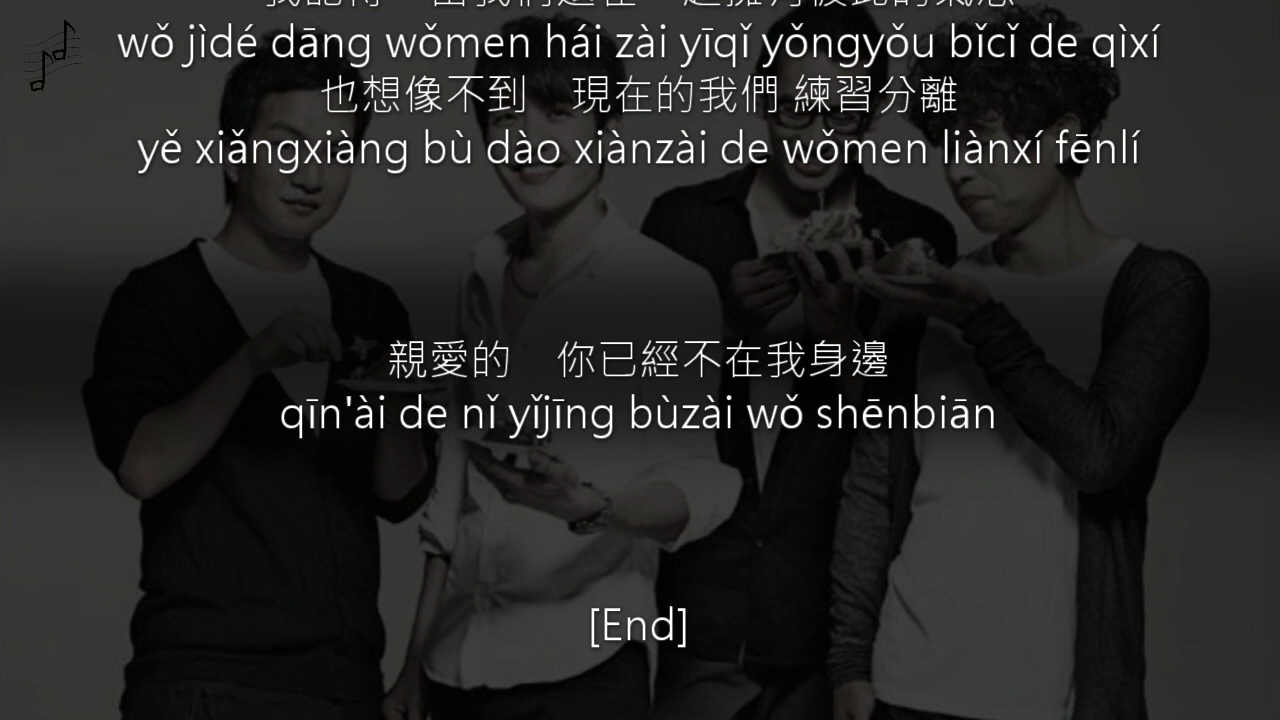 wǒ jìdé dāng wǒmen hái zài yīqǐ yǒngyǒu bǐcǐ de qìxí
也想像不到 現在的我們 練習分離
yě xiǎngxiàng bù dào xiànzài de wǒmen liànxí fēnlí
親愛的 你已經不在我身邊
qīn'ài de nǐ yǐjīng bùzài wǒ shēnbiān
[End]